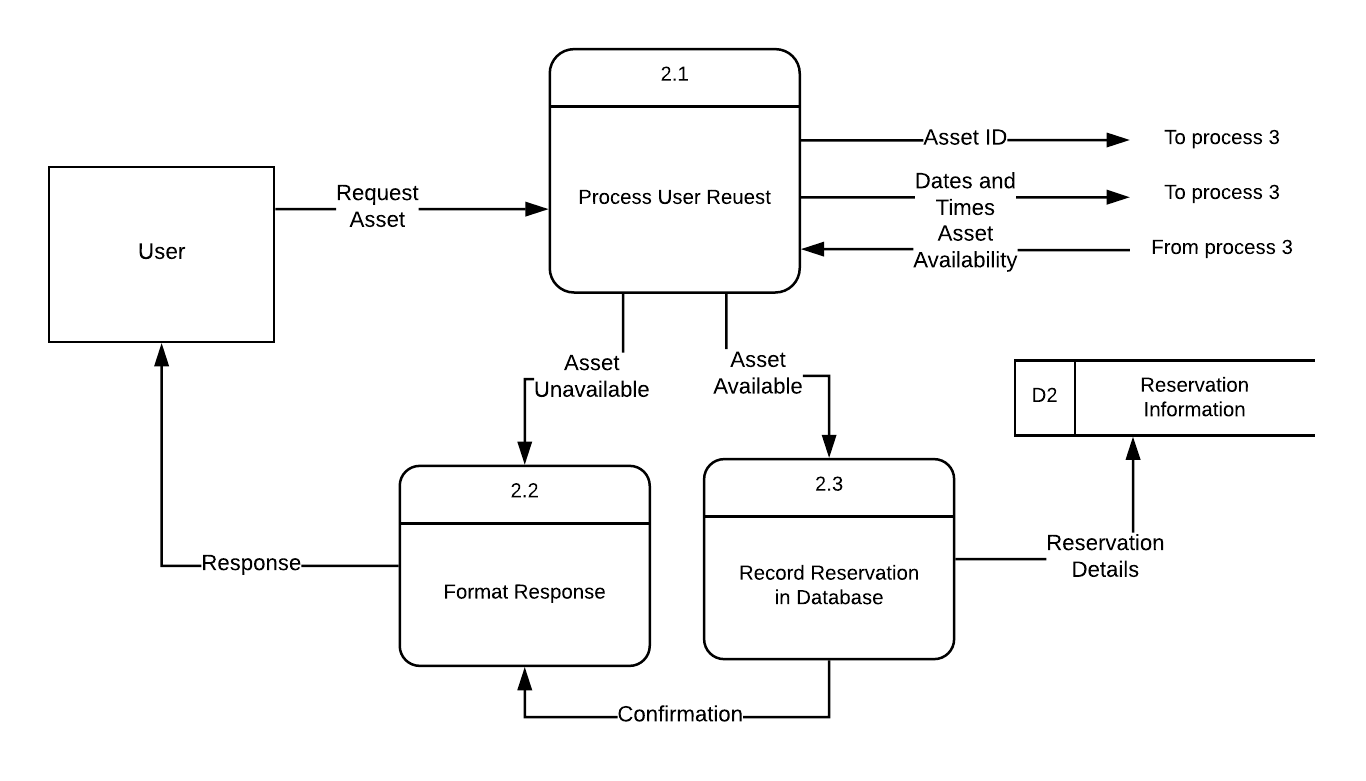 2.1
Process User Reuest
Asset ID
To process 3
Dates and
Times
To process 3
Asset
Availability
From process 3
Request
Asset
User
Asset
Unavailable
Asset
Available
D2
Reservation
Information
2.2
Format Response
2.3
Record Reservation
in Database
Reservation
Details
Response
Confirmation